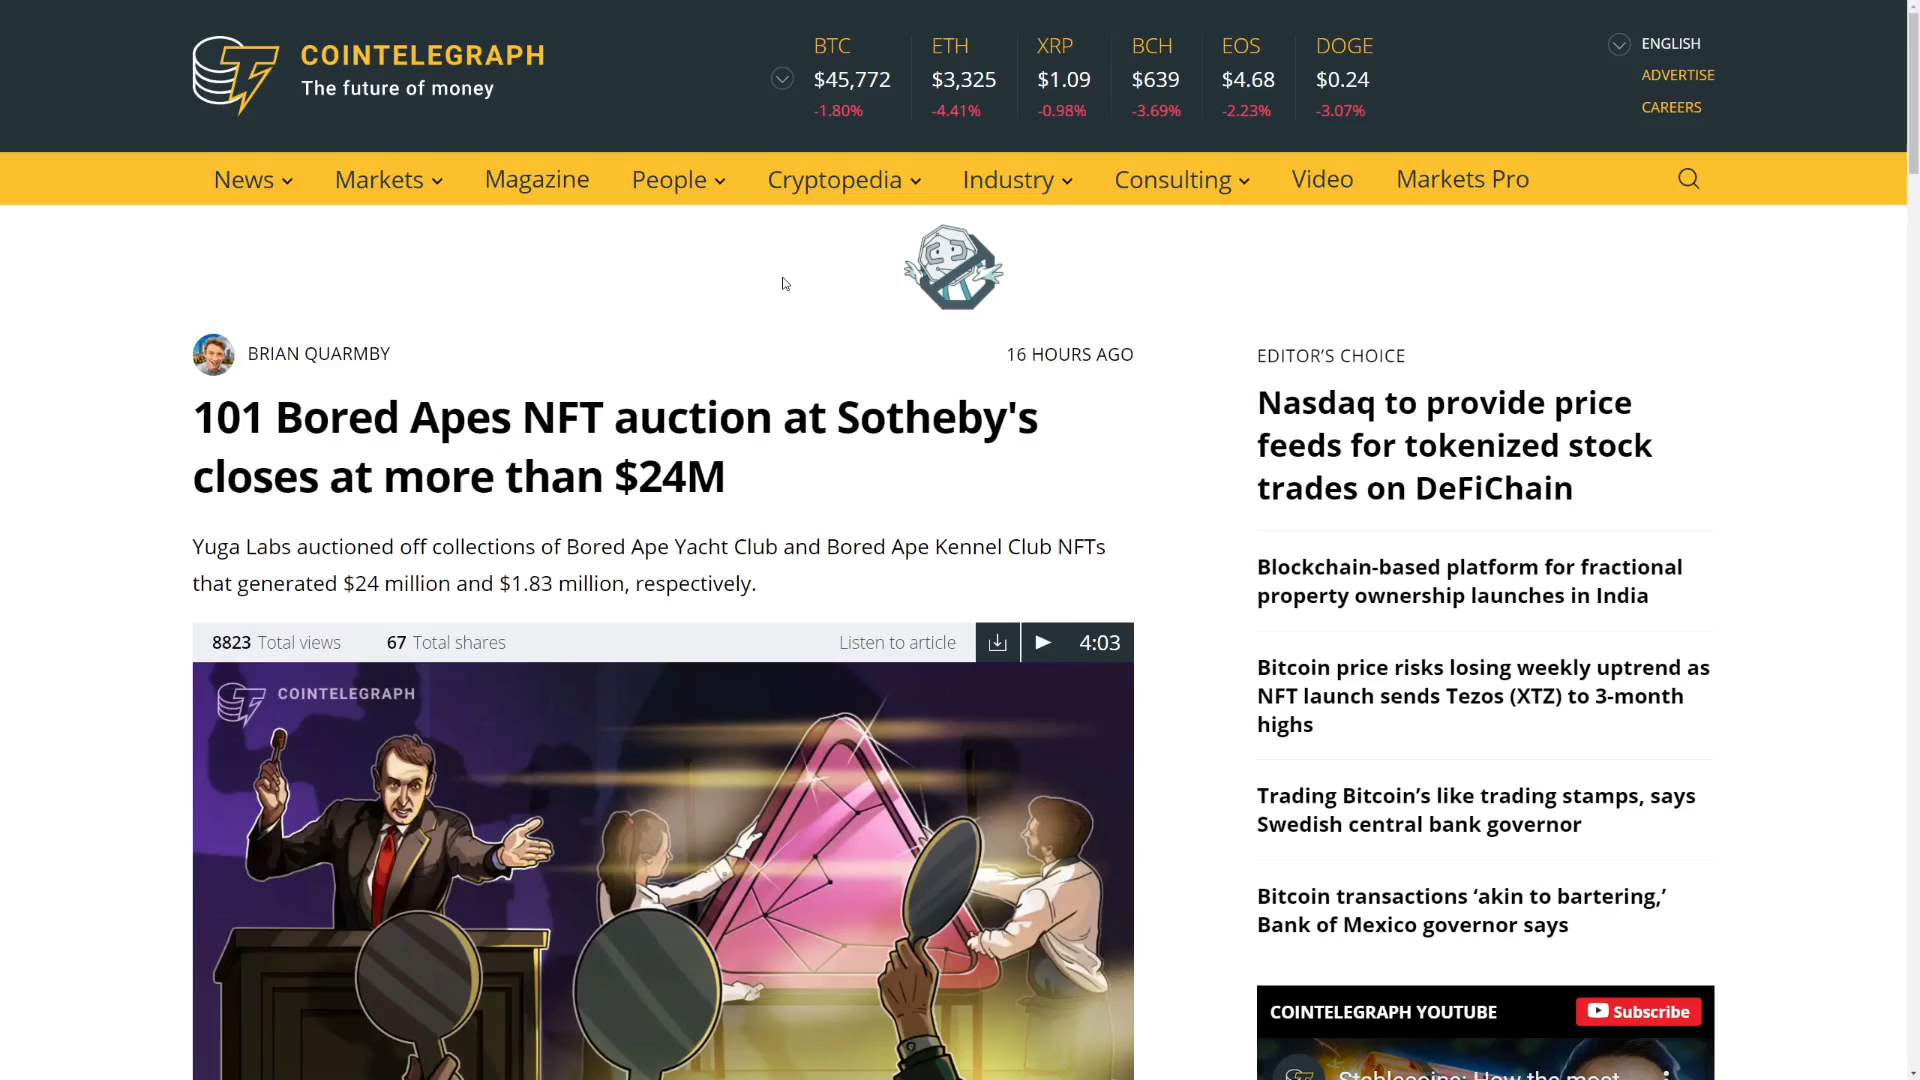 COINTELEGRAPH
The future of money
BTC
$45,772
-1.80%
ETH
$3,325
-4.41%
XRP
$1.09
-0.98%
BCH
$639
-3.69%
EOS
$4.68
-2.23%
DOGE
$0.24
-3.07%
ENGLISH
ADVERTISE
CAREERS
News
Markets
Magazine
People
Cryptopedia
Industry
Consulting
Video
Markets Pro
BRIAN QUARMBY
16 HOURS AGO
101 Bored Apes NFT auction at Sotheby's
closes at more than $24M
Yuga Labs auctioned off collections of Bored Ape Yacht Club and Bored Ape Kennel Club NFTs
that generated $24 million and $1.83 million, respectively.
8823 Total views
67 Total shares
Listen to article
4:03
COINTELEGRAPH
EDITOR’S CHOICE
Nasdaq to provide price
feeds for tokenized stock
trades on DeFiChain
Blockchain-based platform for fractional
property ownership launches in India
Bitcoin price risks losing weekly uptrend as
NFT launch sends Tezos (XTZ) to 3-month
highs
Trading Bitcoin’s like trading stamps, says
Swedish central bank governor
Bitcoin transactions ‘akin to bartering,’
Bank of Mexico governor says
COINTELEGRAPH YOUTUBE
Subscribe
Stablecoins: How the most